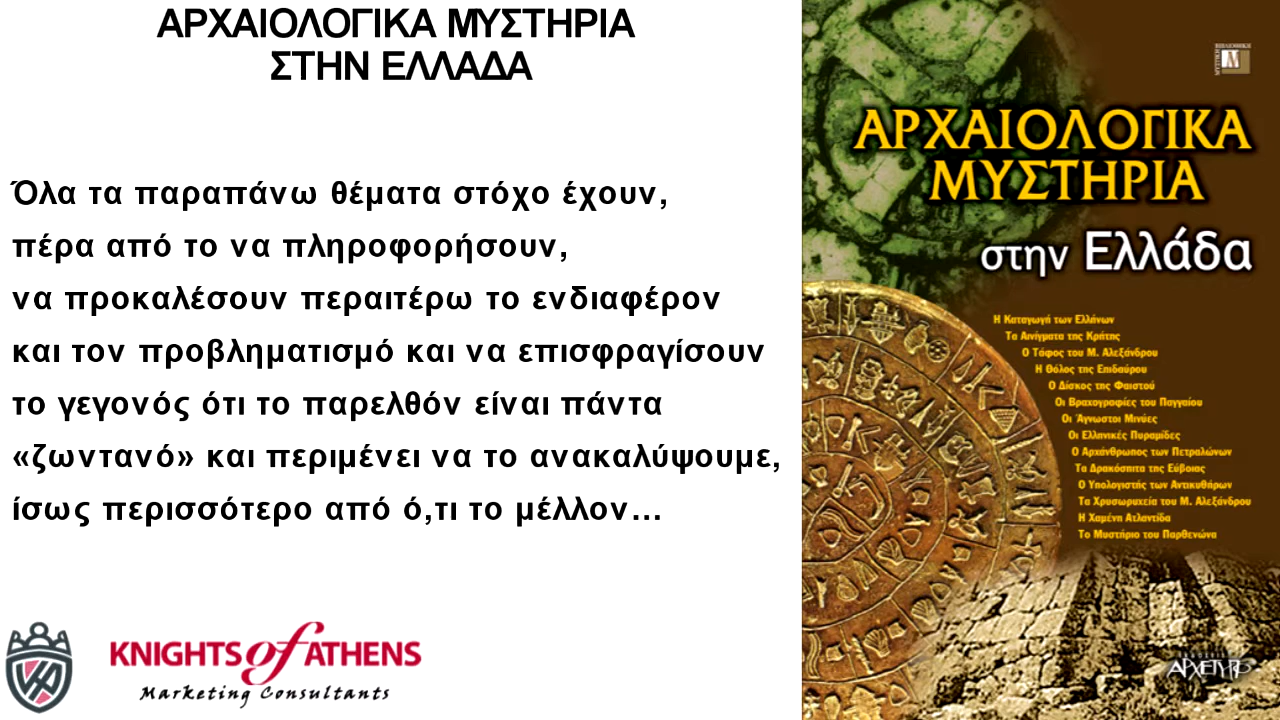 ΑΡΧΑΙΟΛΟΓΙΚΑ ΜΥΣΤΗΡΙΑ
ΣΤΗΝ ΕΛΛΑΔΑ
Όλα τα παραπάνω θέματα στόχο έχουν,
πέρα από το να πληροφορήσουν,
να προκαλέσουν περαιτέρω το ενδιαφέρον
και τον προβληματισμό και να επισφραγίσουν
το γεγονός ότι το παρελθόν είναι πάντα
«ζωντανό» και περιμένει να το ανακαλύψουμε,
ίσως περισσότερο από ό,τι το μέλλον...
KNIGHTS of ATHENS
Marketing Consultants
ΜΥΣΤΙΚΗ ΒΙΒΛΙΟΘΗΚΗ
Μ
ΑΡΧΑΙΟΛΟΓΙΚΑ
ΜΥΣΤΗΡΙΑ
στην Ελλάδα
Η Καταγωγή των Ελλήνων
Τα Αινίγματα της Κρήτης
Ο Τάφος του Μ. Αλεξάνδρου
Η Θόλος της Επιδαύρου
Ο Δίσκος της Φαιστού
Οι Βραχογραφίες του Παγγαίου
Οι Άγνωστοι Μινύες
Οι Ελληνικές Πυραμίδες
Ο Αρχάνθρωπος των Πετραλώνων
Τα Δρακόσπιτα της Εύβοιας
Ο Υπολογιστής των Αντικυθήρων
Τα Χρυσωρυχεία του Μ. Αλεξάνδρου
Η Χαμένη Ατλαντίδα
Το Μυστήριο του Παρθενώνα
ΕΚΔΟΣΕΙΣ
ΑΡΧΕΤΥΠΟ